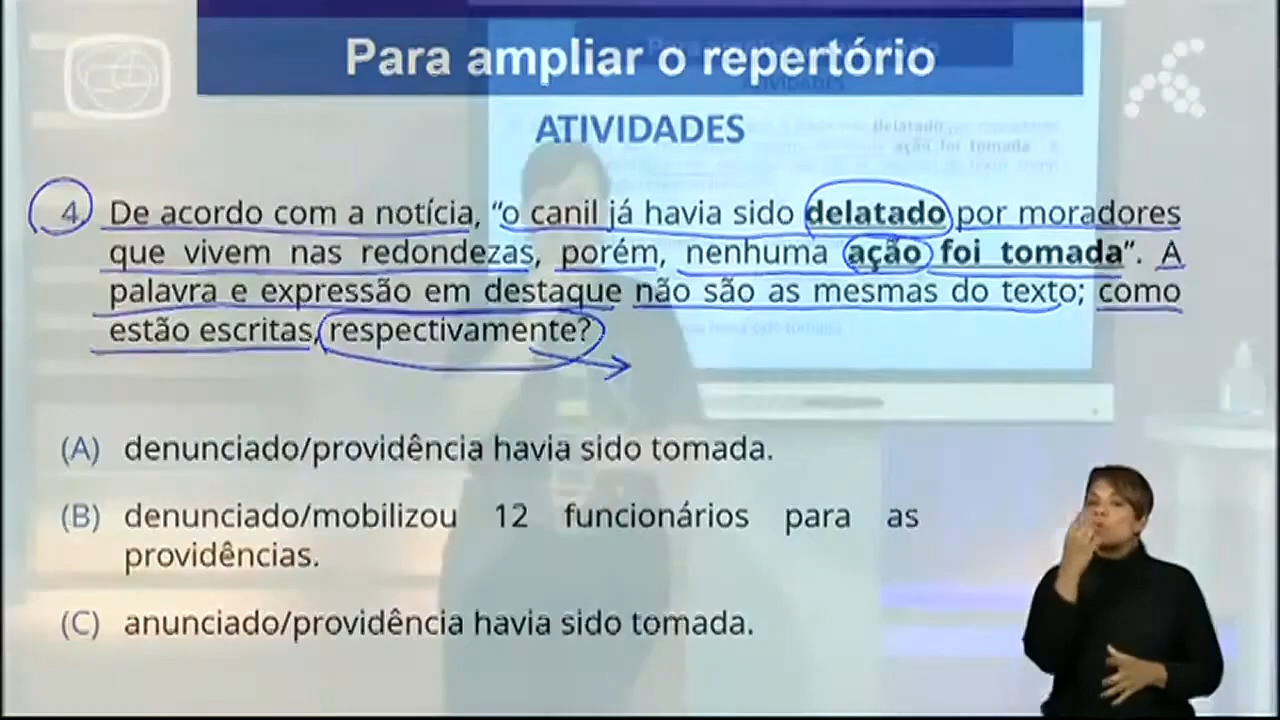 Para ampliar o repertório
ATIVIDADES
4. De acordo com a notícia, “o canil já havia sido delatado por moradores
que vivem nas redondezas, porém, nenhuma ação foi tomada”. A
palavra e expressão em destaque não são as mesmas do texto; como
estão escritas, respectivamente?
(A) denunciado/providência havia sido tomada.
(B) denunciado/mobilizou 12 funcionários para as
providências.
(C) anunciado/providência havia sido tomada.